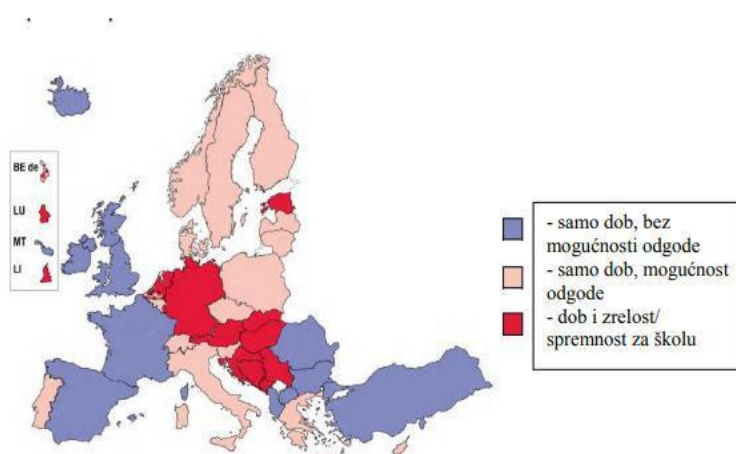 BE de
LU
MT
LI
- samo dob, bez
mogućnosti odgode
- samo dob, mogućnost
odgode
- dob i zrelost/
spremnost za školu